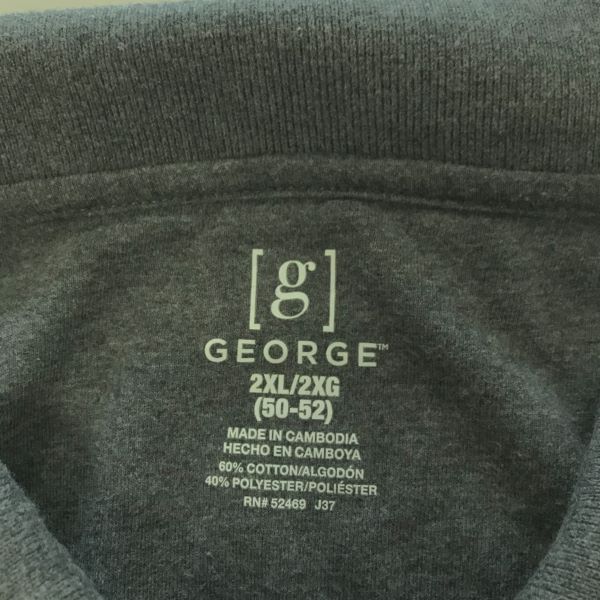 [g]
GEORGE™
2XL/2XG
(50-52)
MADE IN CAMBODIA
HECHO EN CAMBOYA
60% COTTON/ALGODÓN
40% POLYESTER/POLIÉSTER
RN# 52469 J37